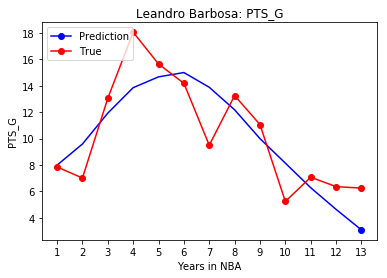 Leandro Barbosa: PTS_G
Prediction
True
PTS_G
18
16
14
12
10
8
6
4
1 2 3 4 5 6 7 8 9 10 11 12 13
Years in NBA